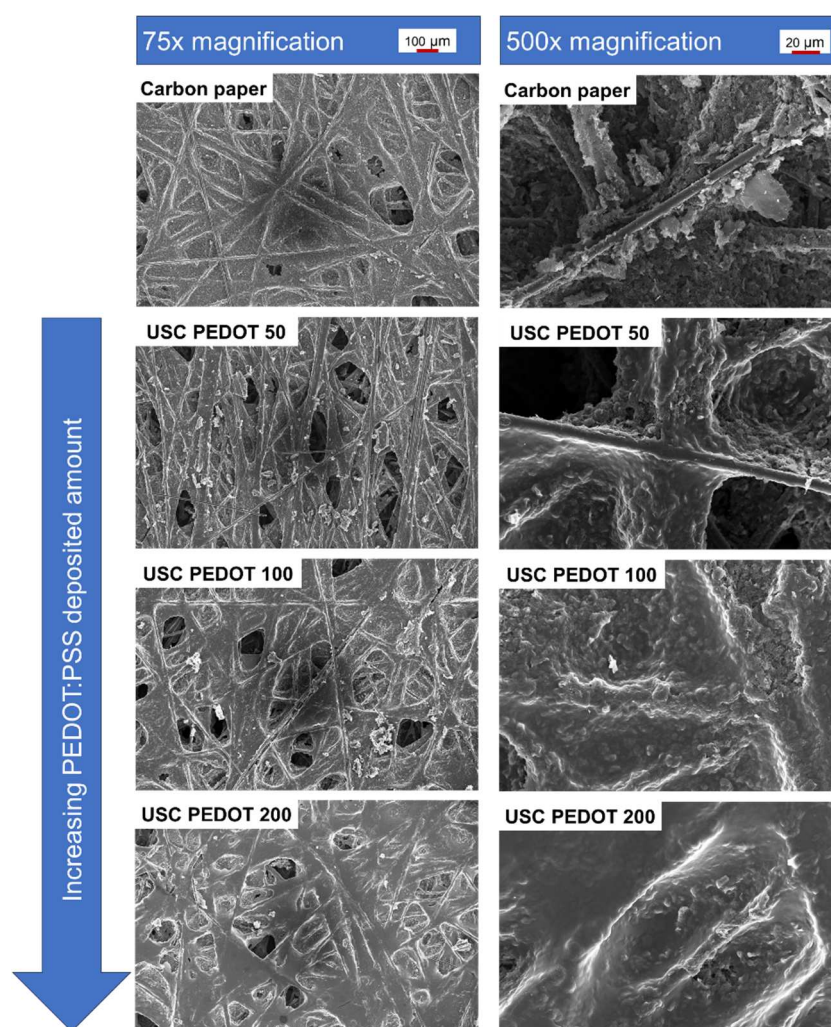 75x magnification
100 µm
500x magnification
20 µm
Carbon paper
Carbon paper
USC PEDOT 50
USC PEDOT 50
USC PEDOT 100
USC PEDOT 100
USC PEDOT 200
USC PEDOT 200
Increasing PEDOT:PSS deposited amount